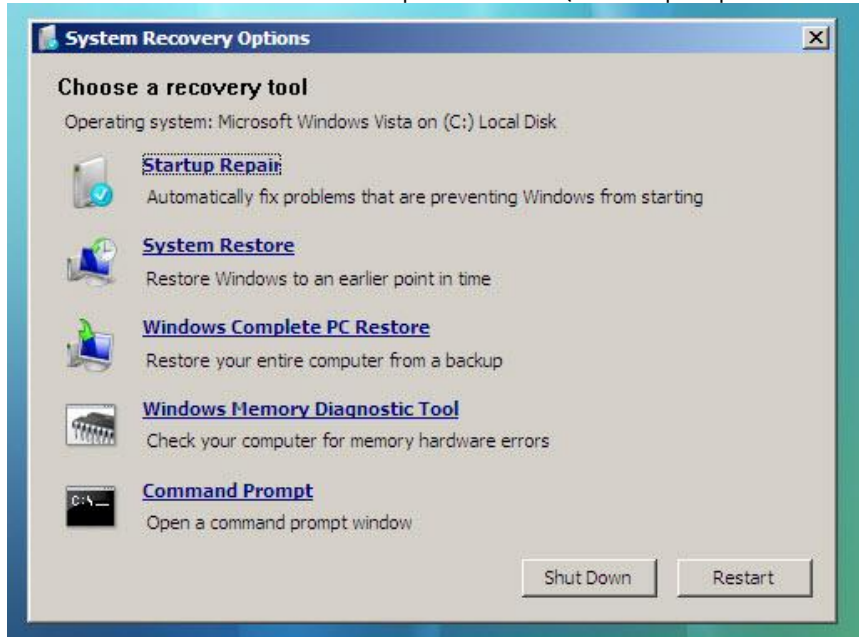 System Recovery Options
Choose a recovery tool
Operating system: Microsoft Windows Vista on (C:) Local Disk
Startup Repair
Automatically fix problems that are preventing Windows from starting
System Restore
Restore Windows to an earlier point in time
Windows Complete PC Restore
Restore your entire computer from a backup
Windows Memory Diagnostic Tool
Check your computer for memory hardware errors
C:\_
Command Prompt
Open a command prompt window
Shut Down
Restart